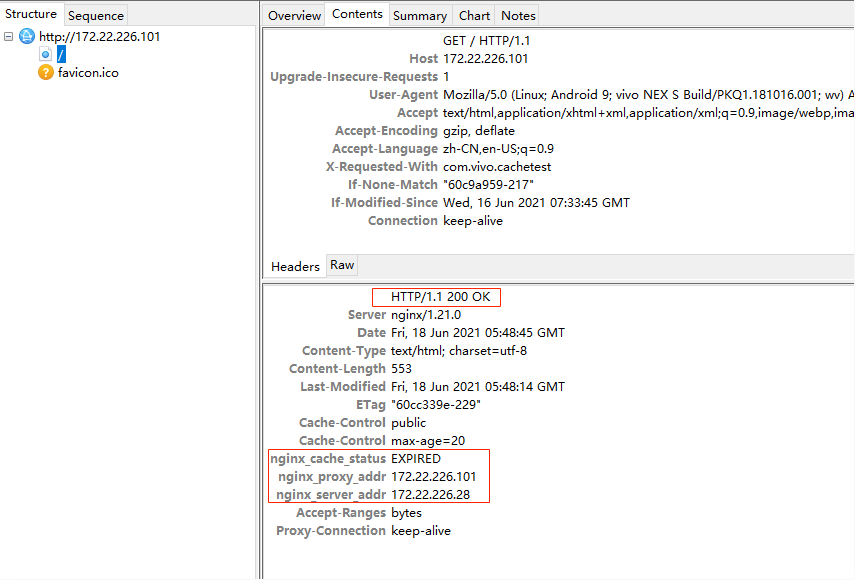 Structure Sequence
http://172.22.226.101
/
favicon.ico
Overview Contents Summary Chart Notes
GET / HTTP/1.1
Host 172.22.226.101
Upgrade-Insecure-Requests 1
User-Agent Mozilla/5.0 (Linux; Android 9; vivo NEX S Build/PKQ1.181016.001; wv) A
Accept text/html,application/xhtml+xml,application/xml;q=0.9,image/webp,ima
Accept-Encoding gzip, deflate
Accept-Language zh-CN,en-US;q=0.9
X-Requested-With com.vivo.cachetest
If-None-Match "60c9a959-217"
If-Modified-Since Wed, 16 Jun 2021 07:33:45 GMT
Connection keep-alive
Headers Raw
HTTP/1.1 200 OK
Server nginx/1.21.0
Date Fri, 18 Jun 2021 05:48:45 GMT
Content-Type text/html; charset=utf-8
Content-Length 553
Last-Modified Fri, 18 Jun 2021 05:48:14 GMT
ETag "60cc339e-229"
Cache-Control public
Cache-Control max-age=20
nginx_cache_status EXPIRED
nginx_proxy_addr 172.22.226.101
nginx_server_addr 172.22.226.28
Accept-Ranges bytes
Proxy-Connection keep-alive